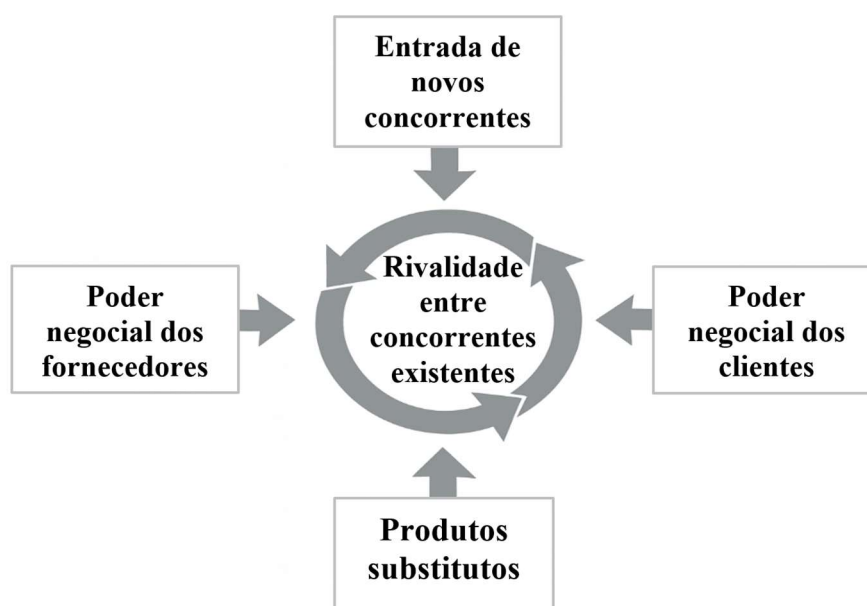 Entrada de
novos
concorrentes
Rivalidade
entre
concorrentes
existentes
Poder
negocial dos
fornecedores
Poder
negocial dos
clientes
Produtos
substitutos